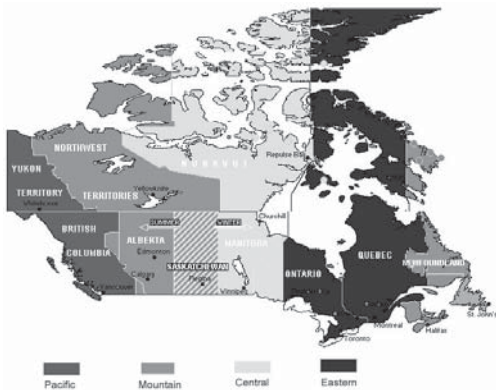 NORTHWEST
NUNAVUT
Repulse Bay
YUKON
TERRITORY
Whitehorse
Yellowknife
TERRITORIES
Churchill
SUMMER
WINTER
BRITISH
COLUMBIA
ALBERTA
Edmonton
SASKATCHEWAN
MANITOBA
ONTARIO
QUEBEC
NEWFOUNDLAND
Calgary
Vancouver
Winnipeg
St. John's
Montreal
Halifax
Toronto
Pacific
Mountain
Central
Eastern